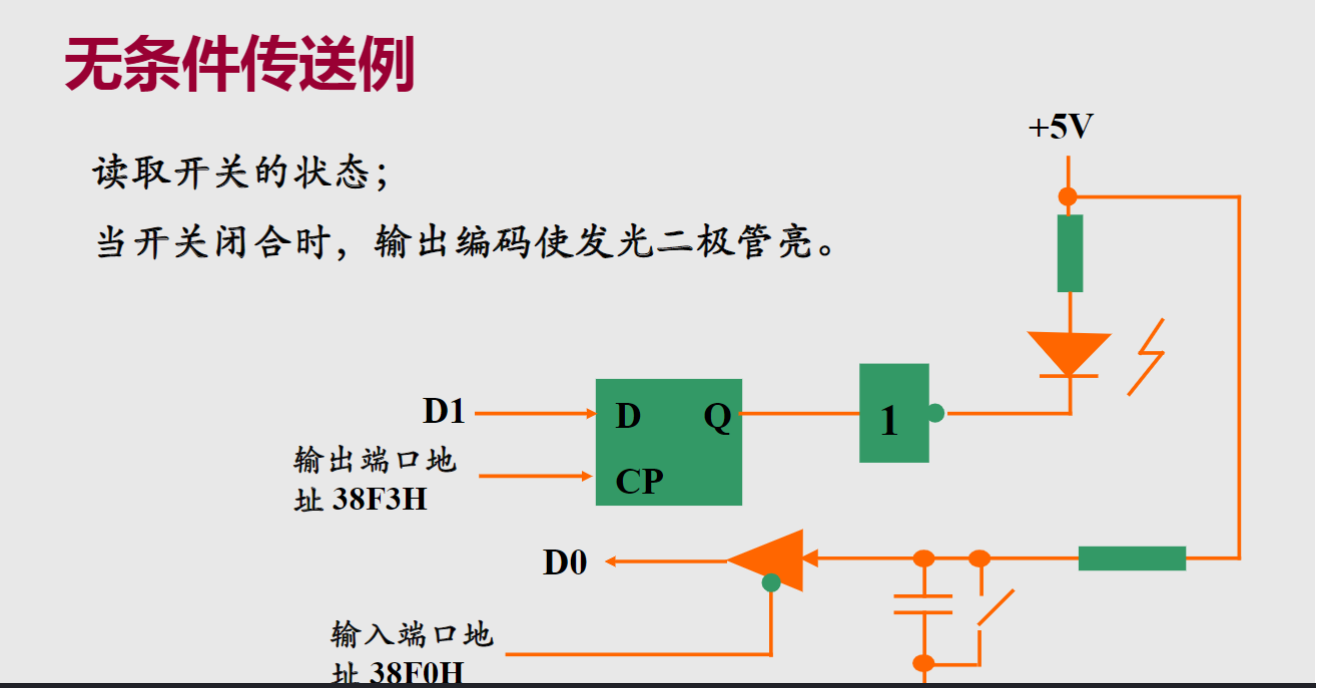 无条件传送例
读取开关的状态；
当开关闭合时，输出编码使发光二极管亮。
+5V
D1
D Q
1
输出端口地
址 38F3H
CP
D0
输入端口地
址 38F0H